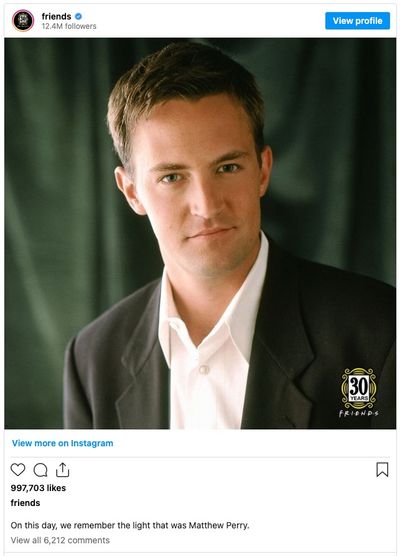 friends
12.4M followers
View profile
30
YEARS
FRIENDS
View more on Instagram
997,703 likes
friends
On this day, we remember the light that was Matthew Perry.
View all 6,212 comments